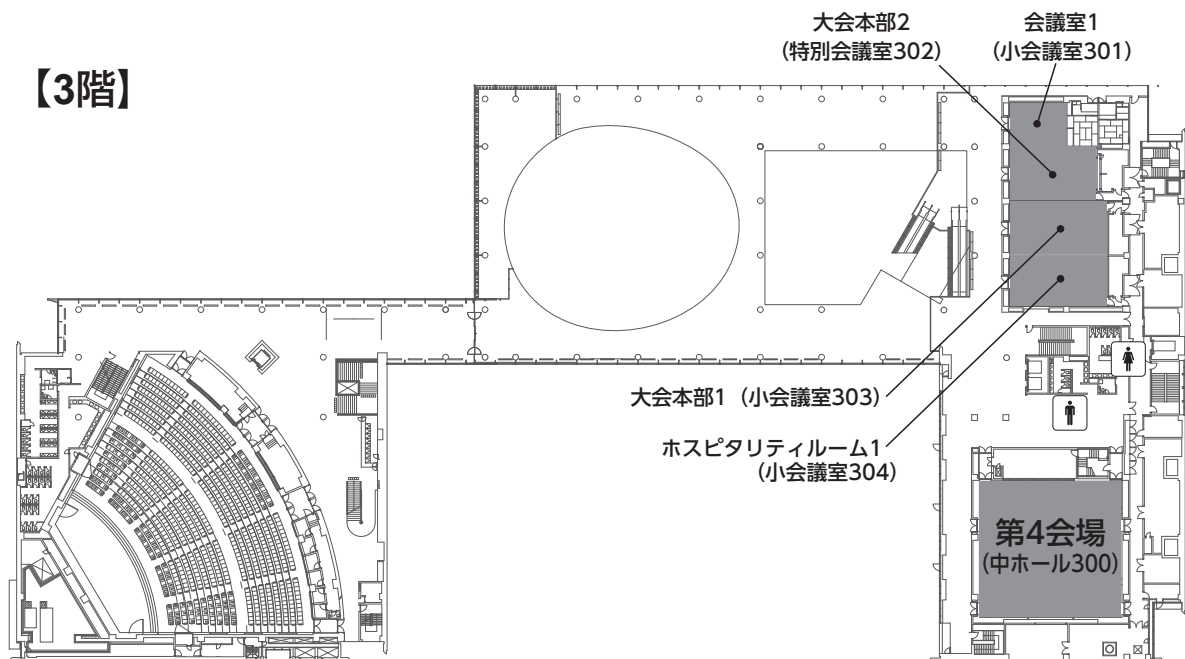 【3階】
大会本部2
（特別会議室302）
会議室1
（小会議室301）
大会本部1（小会議室303）
ホスピタリティルーム1
（小会議室304）
第4会場
（中ホール300）